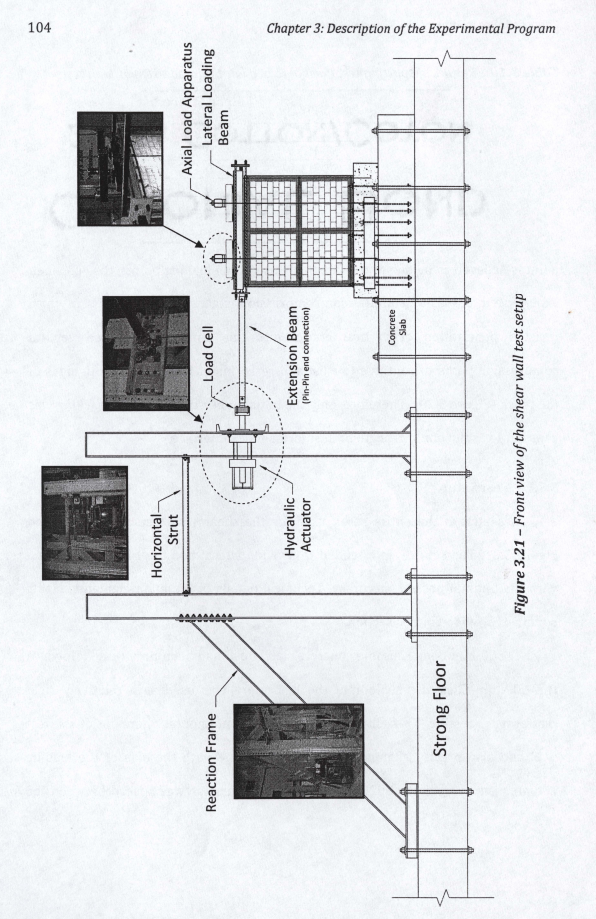 104
Chapter 3: Description of the Experimental Program
Axial Load Apparatus
Lateral Loading
Beam
Load Cell
Extension Beam
(Pin-Pin end connection)
Concrete
Slab
Horizontal
Strut
Hydraulic
Actuator
Reaction Frame
Strong Floor
Figure 3.21 – Front view of the shear wall test setup